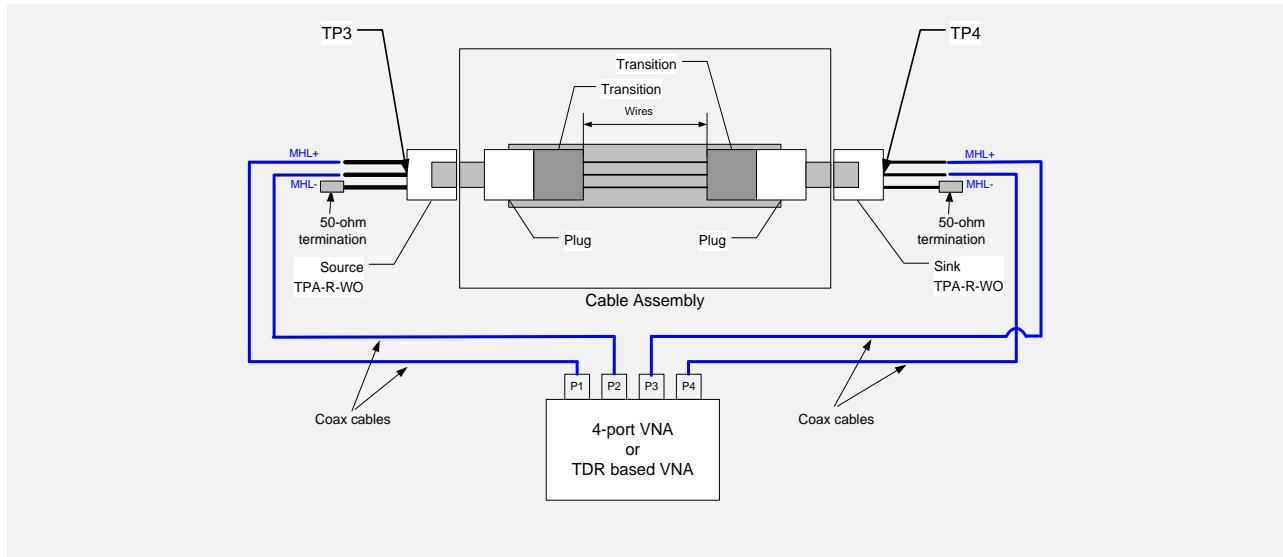 TP3
TP4
Transition
Transition
Wires
MHL+
MHL+
MHL-
MHL-
50-ohm
termination
50-ohm
termination
Plug
Plug
Source
TPA-R-WO
Sink
TPA-R-WO
Cable Assembly
P1
P2
P3
P4
Coax cables
Coax cables
4-port VNA
or
TDR based VNA